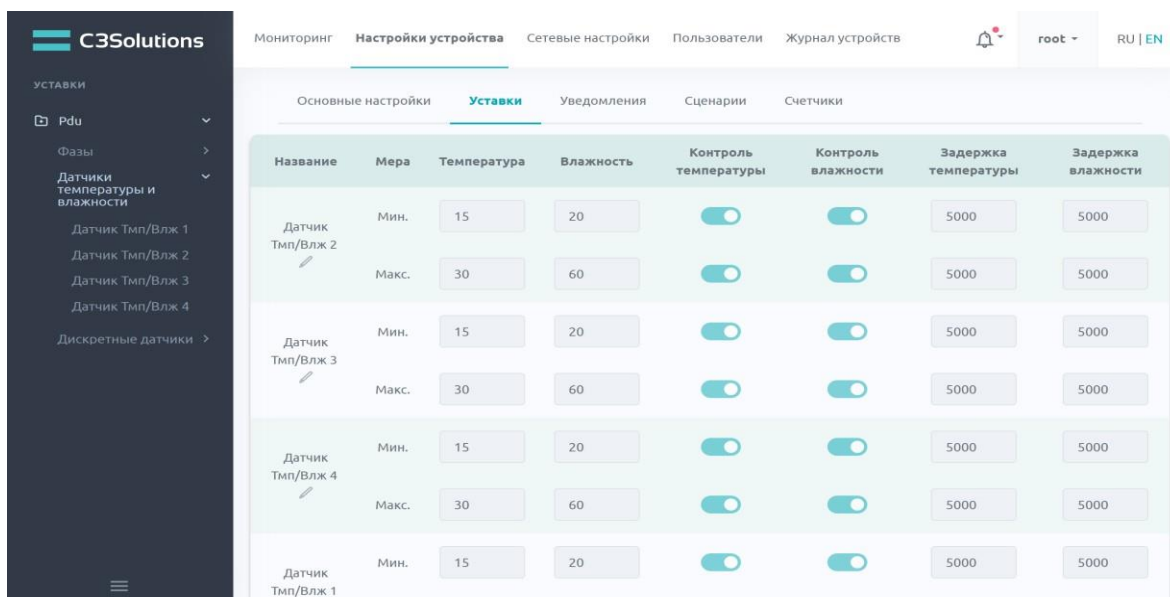 C3Solutions
Мониторинг Настройки устройства Сетевые настройки Пользователи Журнал устройств root RU | EN
УСТАВКИ
Pdu
Фазы
Датчики
температуры и
влажности
Датчик Тмп/Влж 1
Датчик Тмп/Влж 2
Датчик Тмп/Влж 3
Датчик Тмп/Влж 4
Дискретные датчики
Основные настройки Уставки Уведомления Сценарии Счетчики
Название Мера Температура Влажность Контроль температуры Контроль влажности Задержка температуры Задержка влажности
Датчик
Тмп/Влж 2
Мин. 15 20 5000 5000
Макс. 30 60 5000 5000
Датчик
Тмп/Влж 3
Мин. 15 20 5000 5000
Макс. 30 60 5000 5000
Датчик
Тмп/Влж 4
Мин. 15 20 5000 5000
Макс. 30 60 5000 5000
Датчик
Тмп/Влж 1
Мин. 15 20 5000 5000